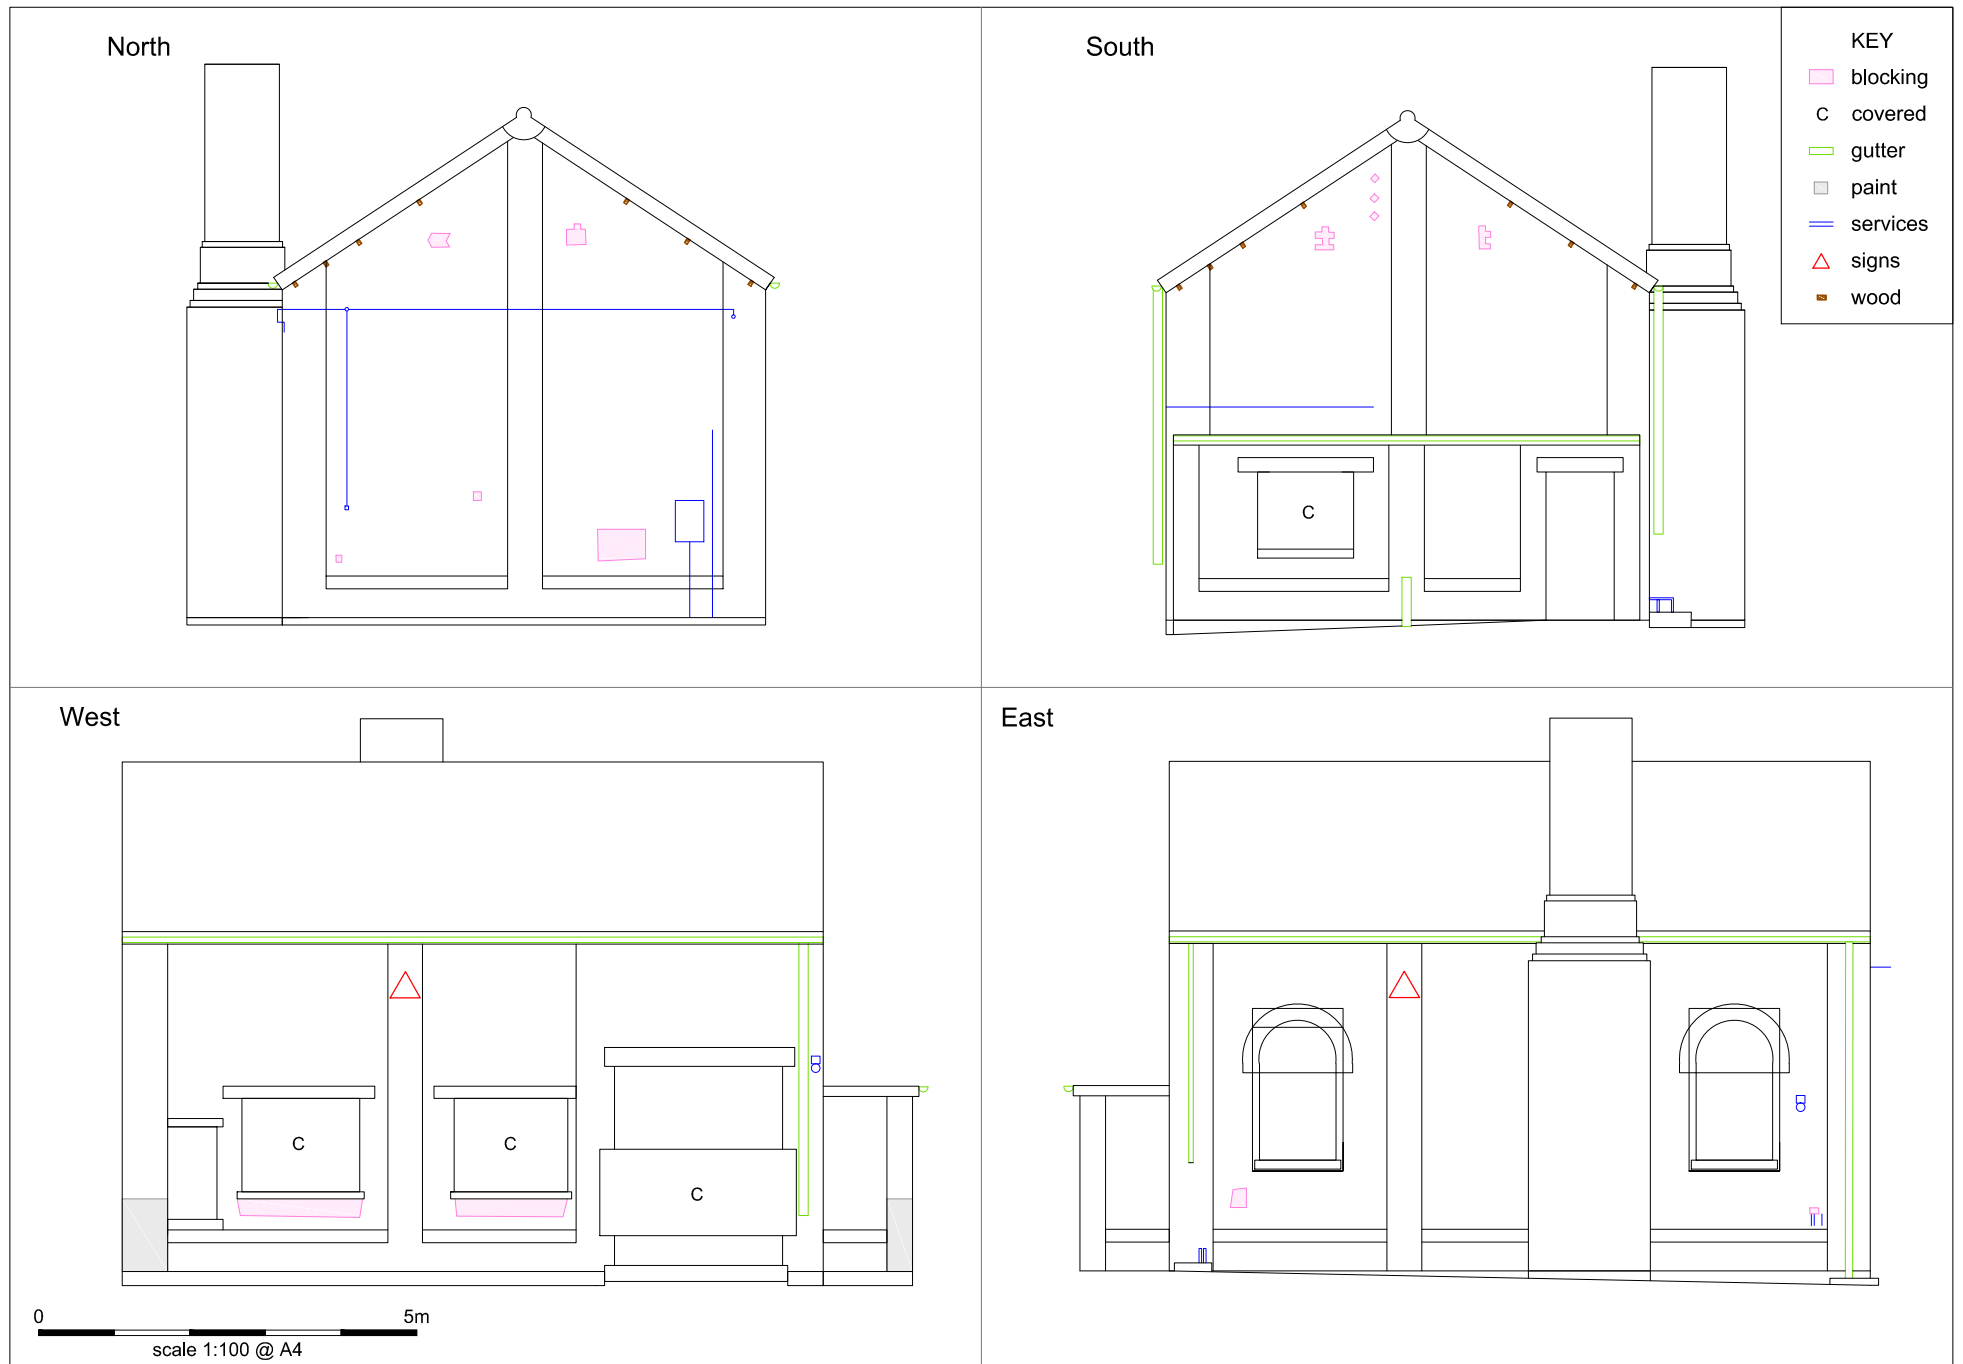 North
South
KEY
blocking
C covered
gutter
paint
services
signs
wood
C
West
East
C
C
C
0 5m
scale 1:100 @ A4